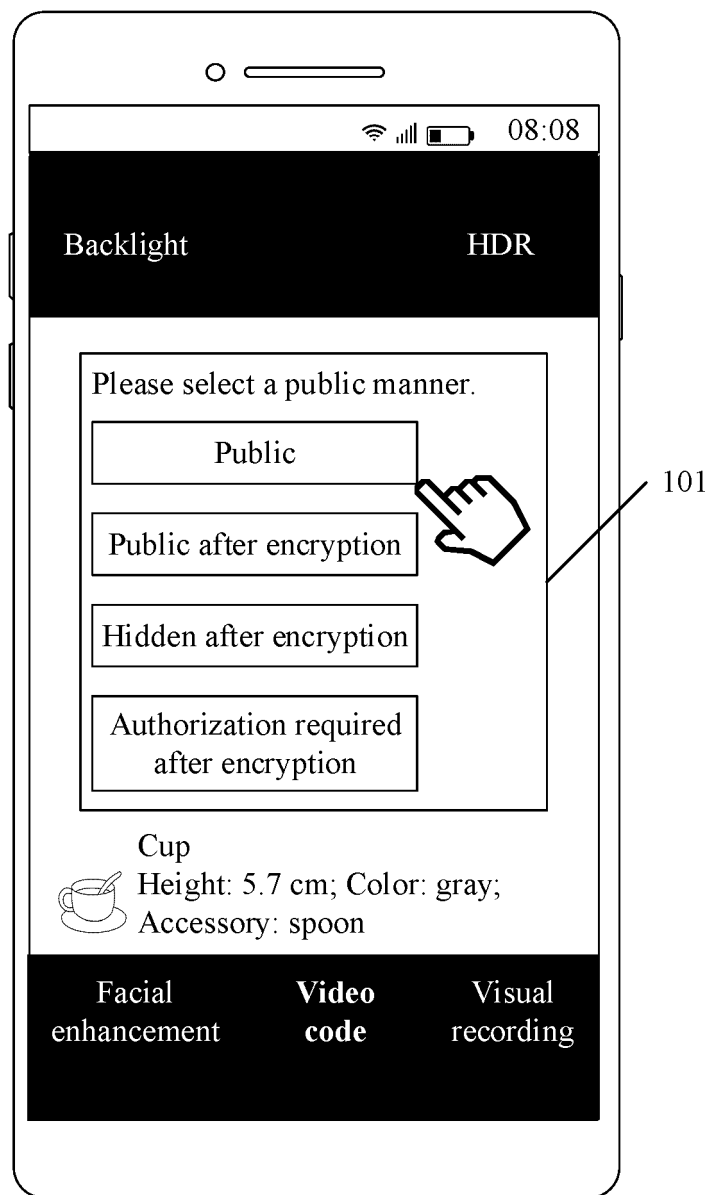 08:08
Backlight
HDR
Please select a public manner.
Public
101
Public after encryption
Hidden after encryption
Authorization required
after encryption
Cup
Height: 5.7 cm; Color: gray;
Accessory: spoon
Facial
enhancement
Video
code
Visual
recording